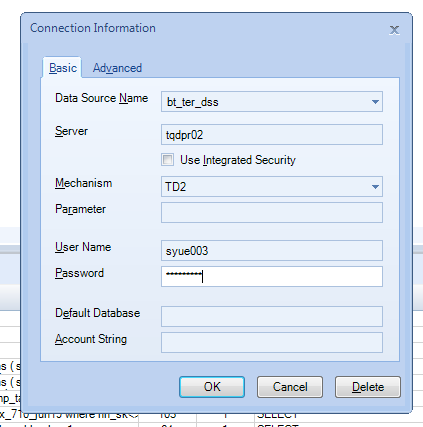 Connection Information
Basic
Advanced
Data Source Name
bt_ter_dss
Server
tqdpr02
Use Integrated Security
Mechanism
TD2
Parameter
User Name
syue003
Password
*********
Default Database
Account String
OK
Cancel
Delete
SELECT